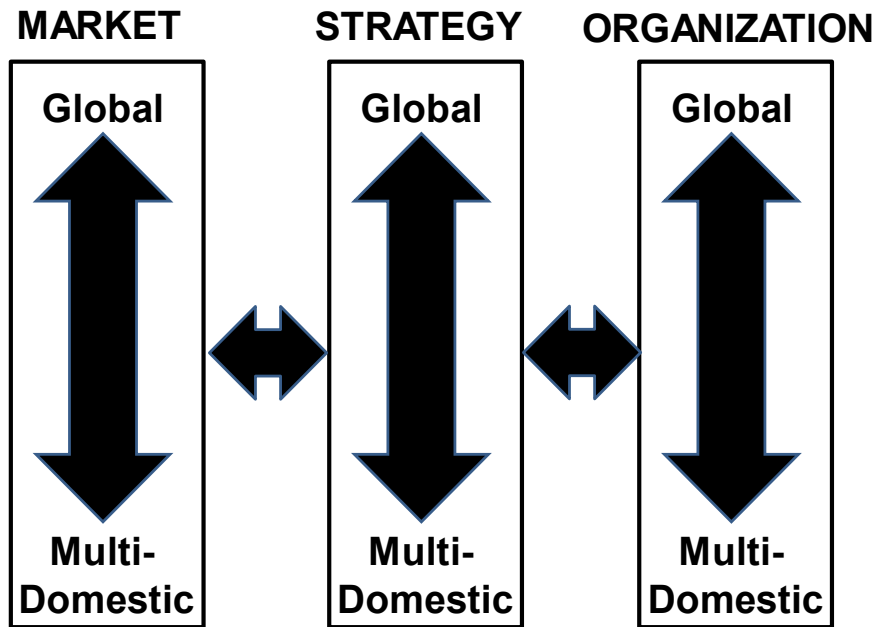 MARKET STRATEGY ORGANIZATION
Global Global Global
Multi- Multi- Multi-
Domestic Domestic Domestic